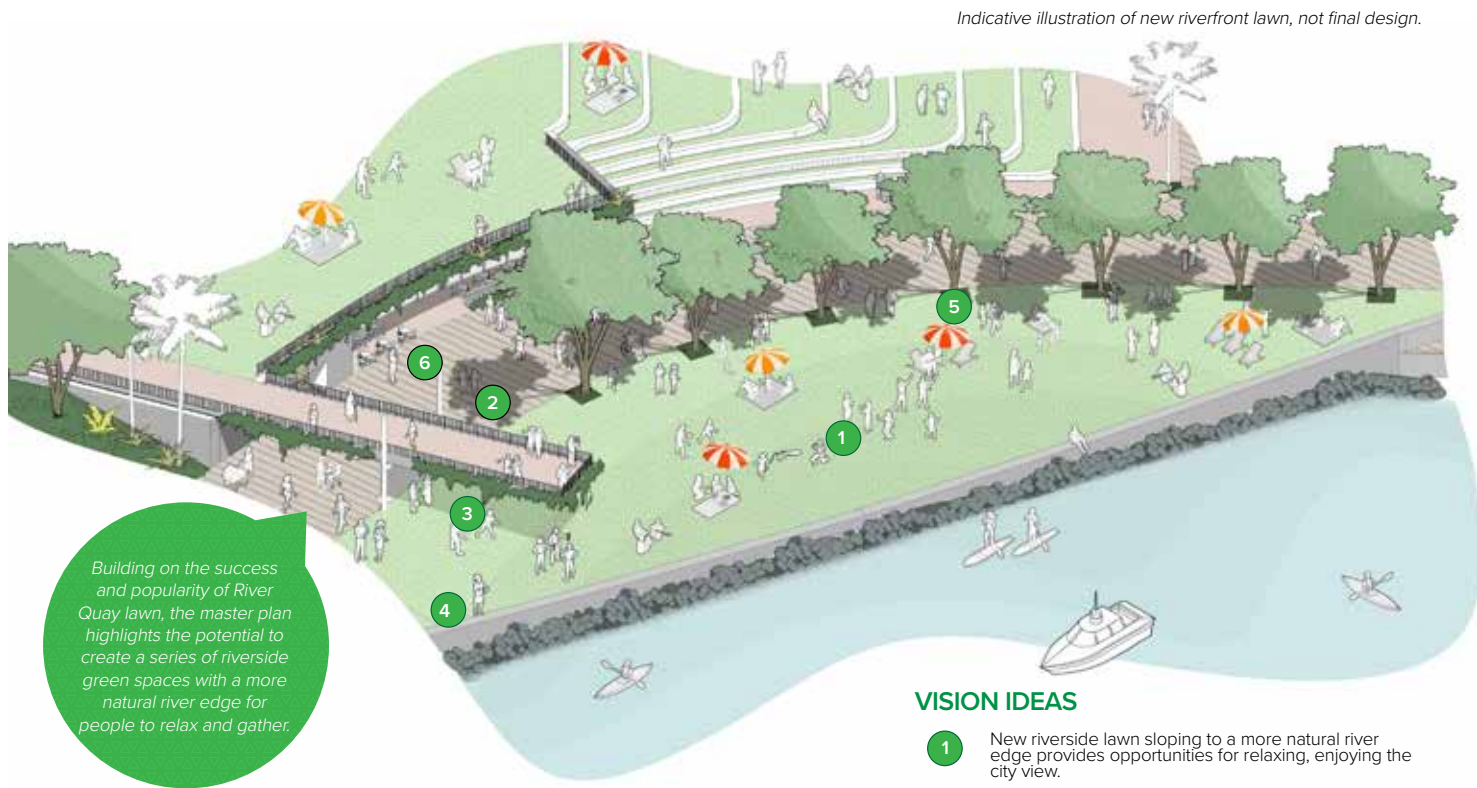 Indicative illustration of new riverfront lawn, not final design.
5
6
2
1
3
4
Building on the success
and popularity of River
Quay lawn, the master plan
highlights the potential to
create a series of riverside
green spaces with a more
natural river edge for
people to relax and gather.
VISION IDEAS
1
New riverside lawn sloping to a more natural river
edge provides opportunities for relaxing, enjoying the
city view.